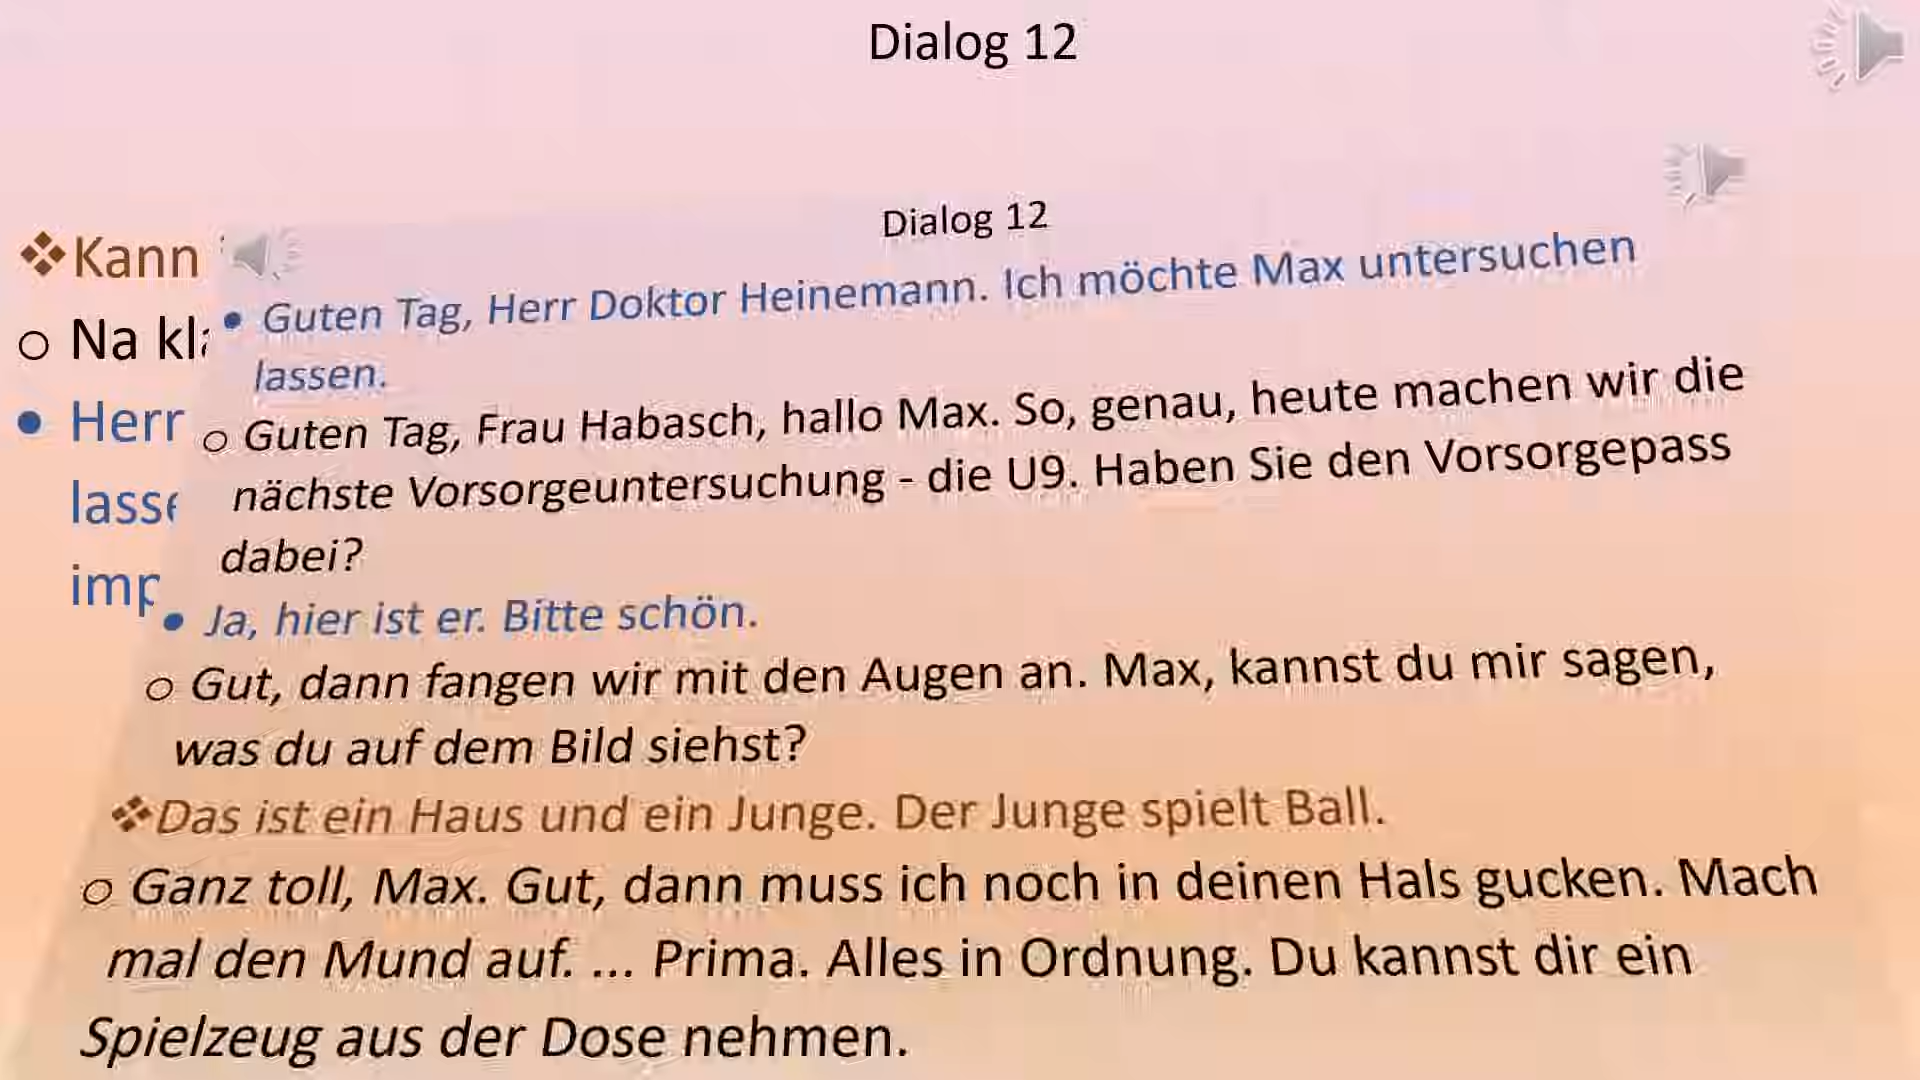 Dialog 12
Dialog 12
❖Kann
o Na kl
• Herr
lass
imp
• Guten Tag, Herr Doktor Heinemann. Ich möchte Max untersuchen
lassen.
o Guten Tag, Frau Habasch, hallo Max. So, genau, heute machen wir die
nächste Vorsorgeuntersuchung - die U9. Haben Sie den Vorsorgepass
dabei?
• Ja, hier ist er. Bitte schön.
o Gut, dann fangen wir mit den Augen an. Max, kannst du mir sagen,
was du auf dem Bild siehst?
❖Das ist ein Haus und ein Junge. Der Junge spielt Ball.
o Ganz toll, Max. Gut, dann muss ich noch in deinen Hals gucken. Mach
mal den Mund auf. ... Prima. Alles in Ordnung. Du kannst dir ein
Spielzeug aus der Dose nehmen.